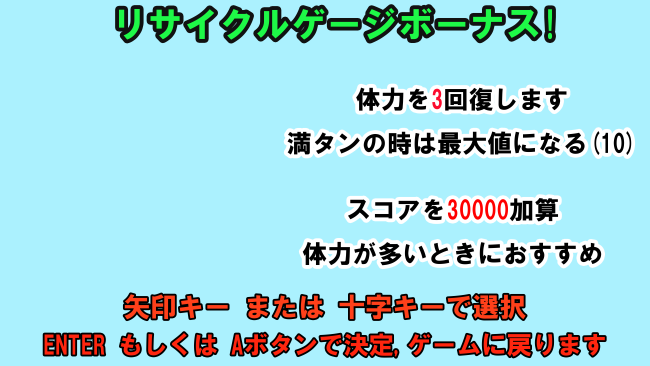 リサイクルゲージボーナス!
体力を3回復します
満タンの時は最大値になる(10)
スコアを30000加算
体力が多いときにおすすめ
矢印キー または 十字キーで選択
ENTER もしくは Aボタンで決定,ゲームに戻ります